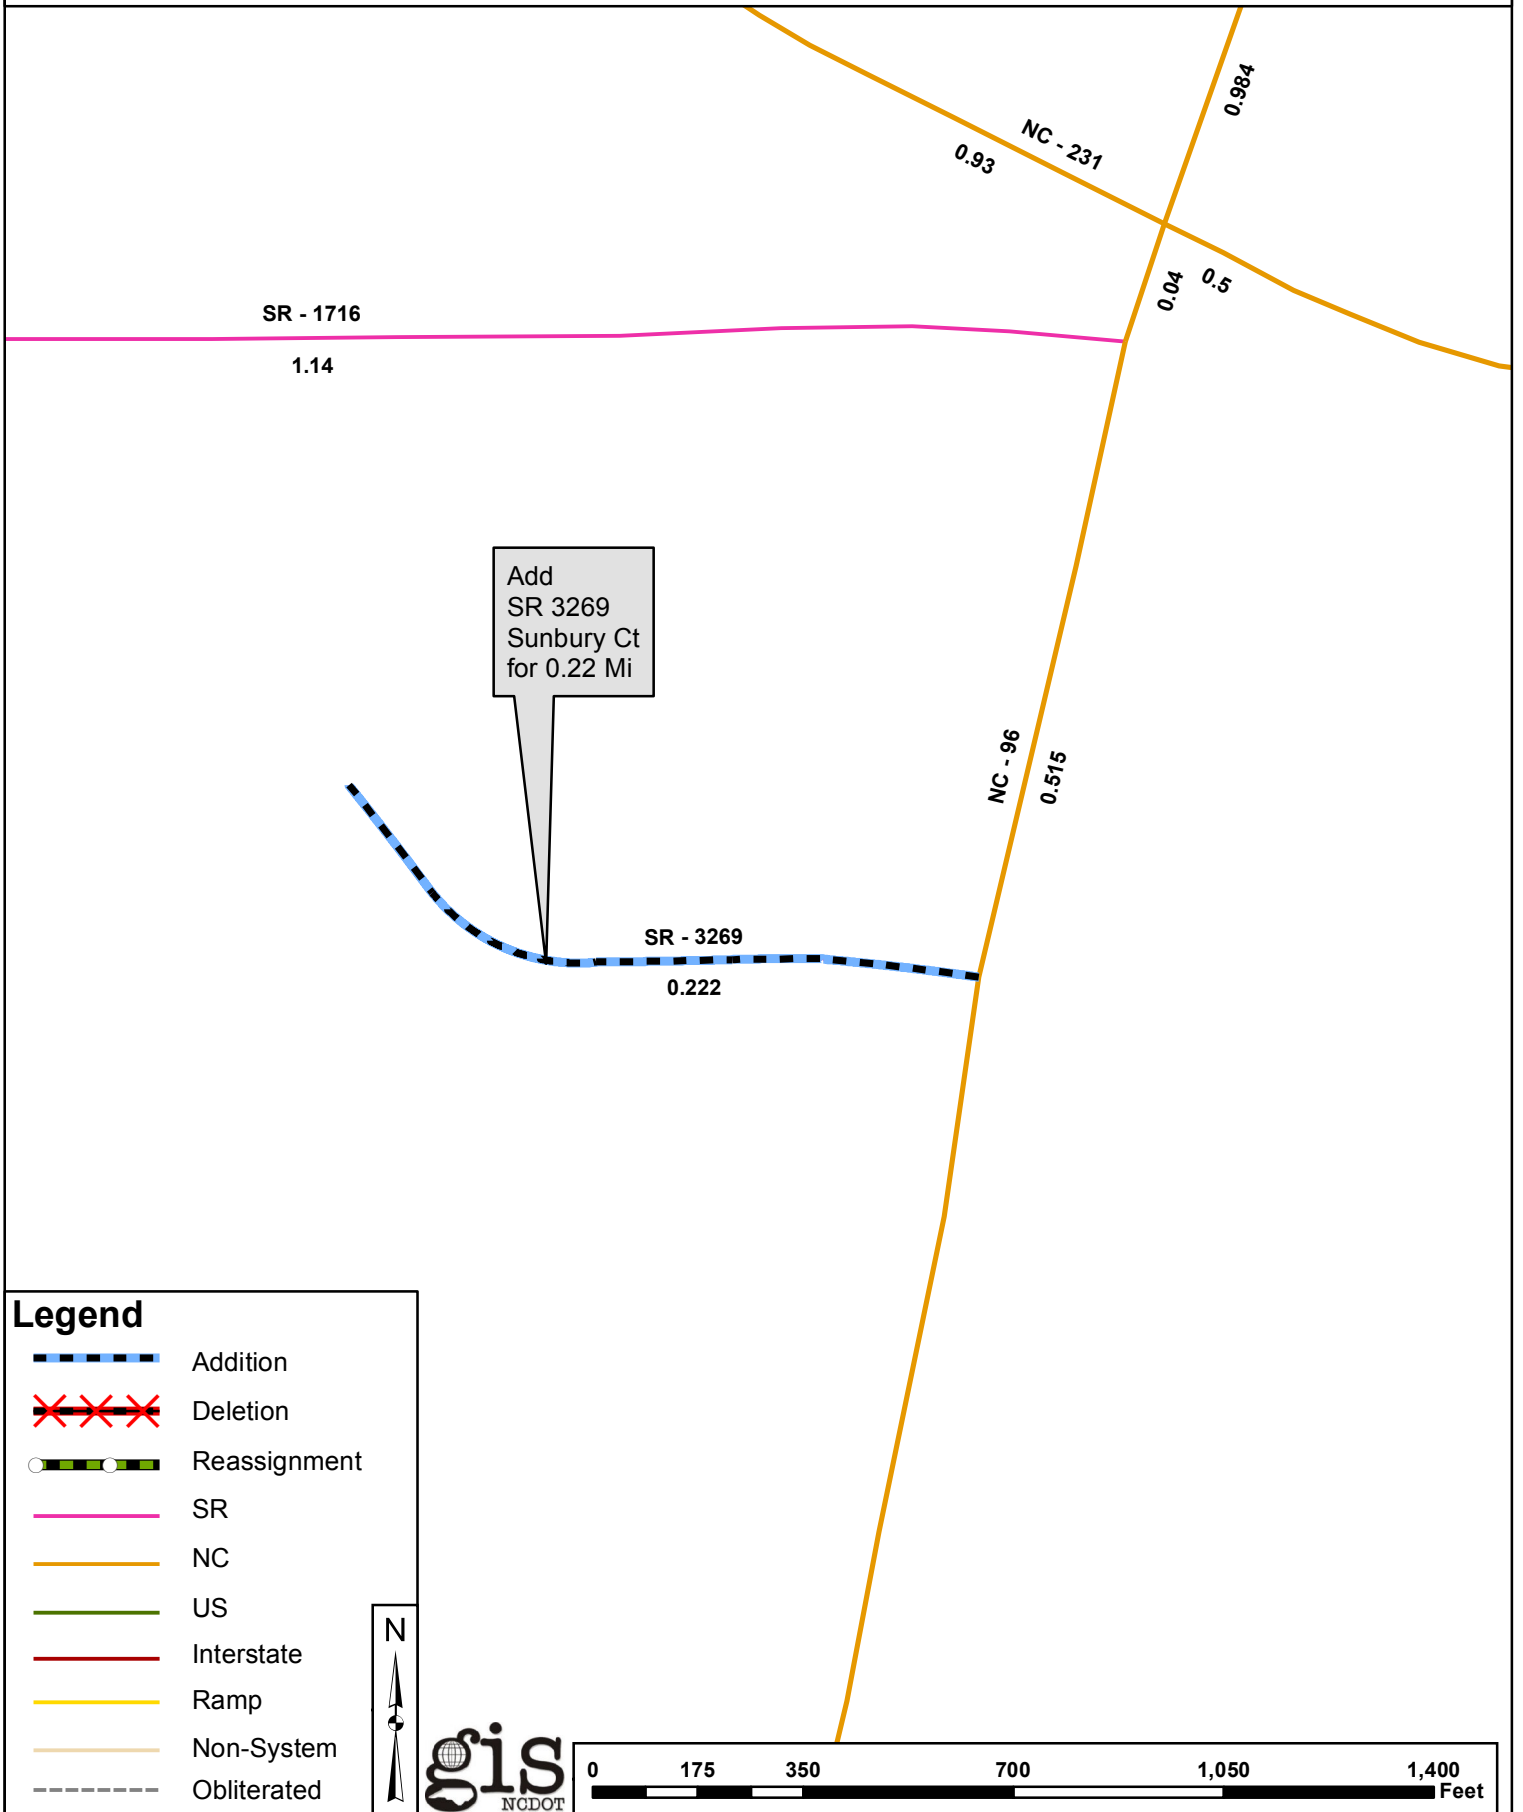 0.984
NC - 231
0.93
0.04
0.5
SR - 1716
1.14
Add
SR 3269
Sunbury Ct
for 0.22 Mi
NC - 96
0.515
SR - 3269
0.222
Legend
Addition
Deletion
Reassignment
SR
NC
US
Interstate
Ramp
Non-System
Obliterated
N
gis
NCDOT
0 175 350 700 1,050 1,400
Feet